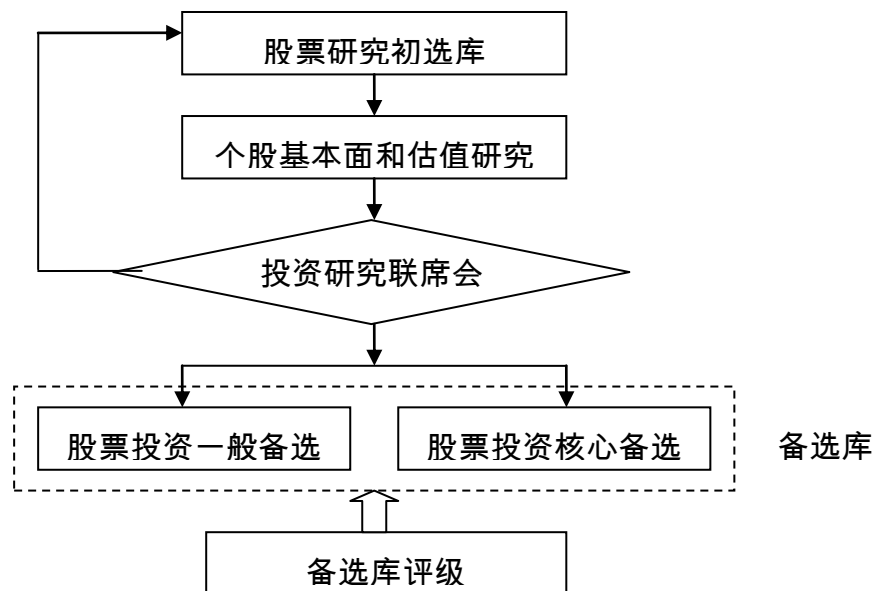 股票研究初选库
个股基本面和估值研究
投资研究联席会
股票投资一般备选
股票投资核心备选
备选库
备选库评级